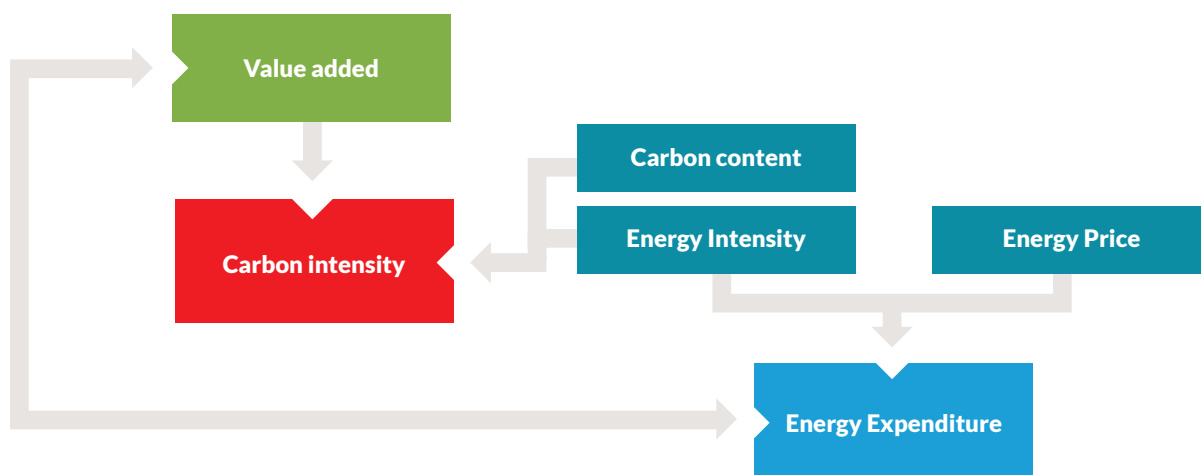 Value added
Carbon content
Energy Intensity
Energy Price
Carbon intensity
Energy Expenditure